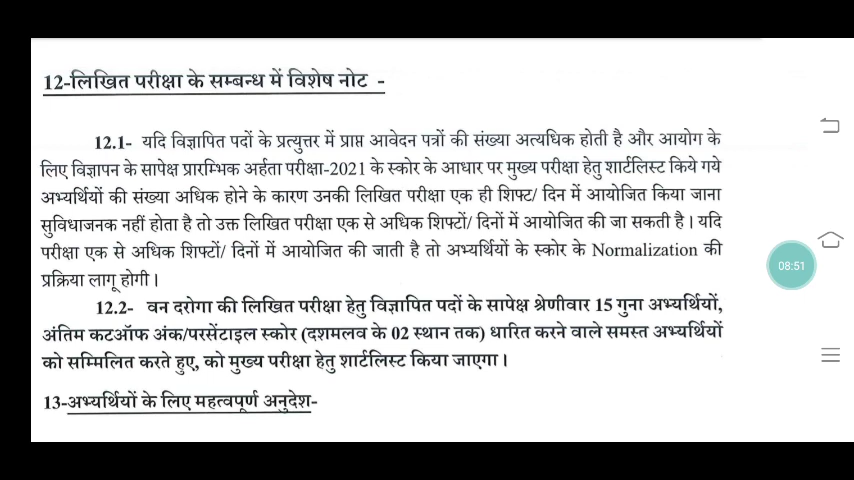 12-लिखित परीक्षा के सम्बन्ध में विशेष नोट -
12.1- यदि विज्ञापित पदों के प्रत्युत्तर में प्राप्त आवेदन पत्रों की संख्या अत्यधिक होती है और आयोग के
लिए विज्ञापन के सापेक्ष प्रारम्भिक अर्हता परीक्षा-2021 के स्कोर के आधार पर मुख्य परीक्षा हेतु शार्टलिस्ट किये गये
अभ्यर्थियों की संख्या अधिक होने के कारण उनकी लिखित परीक्षा एक ही शिफ्ट/ दिन में आयोजित किया जाना
सुविधाजनक नहीं होता है तो उक्त लिखित परीक्षा एक से अधिक शिफ्टों/ दिनों में आयोजित की जा सकती है। यदि
परीक्षा एक से अधिक शिफ्टों/ दिनों में आयोजित की जाती है तो अभ्यर्थियों के स्कोर के Normalization की
प्रक्रिया लागू होगी।
12.2- वन दरोगा की लिखित परीक्षा हेतु विज्ञापित पदों के सापेक्ष श्रेणीवार 15 गुना अभ्यर्थियों,
अंतिम कटऑफ अंक/परसेंटाइल स्कोर (दशमलव के 02 स्थान तक) धारित करने वाले समस्त अभ्यर्थियों
को सम्मिलित करते हुए, को मुख्य परीक्षा हेतु शार्टलिस्ट किया जाएगा।
13-अभ्यर्थियों के लिए महत्वपूर्ण अनुदेश-
08:51